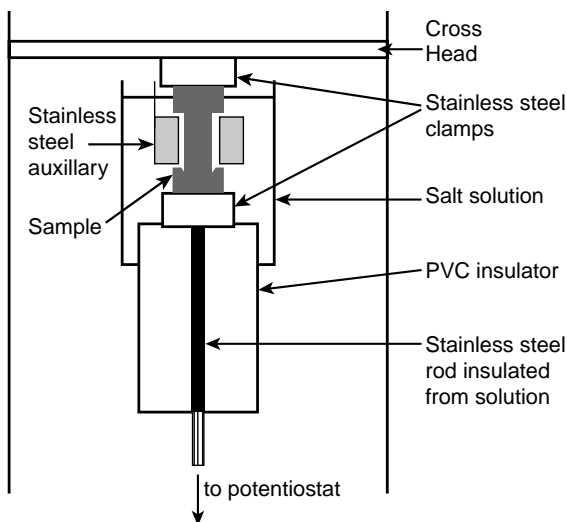 Cross
Head
Stainless steel
clamps
Stainless
steel
auxillary
Sample
Salt solution
PVC insulator
Stainless steel
rod insulated
from solution
to potentiostat